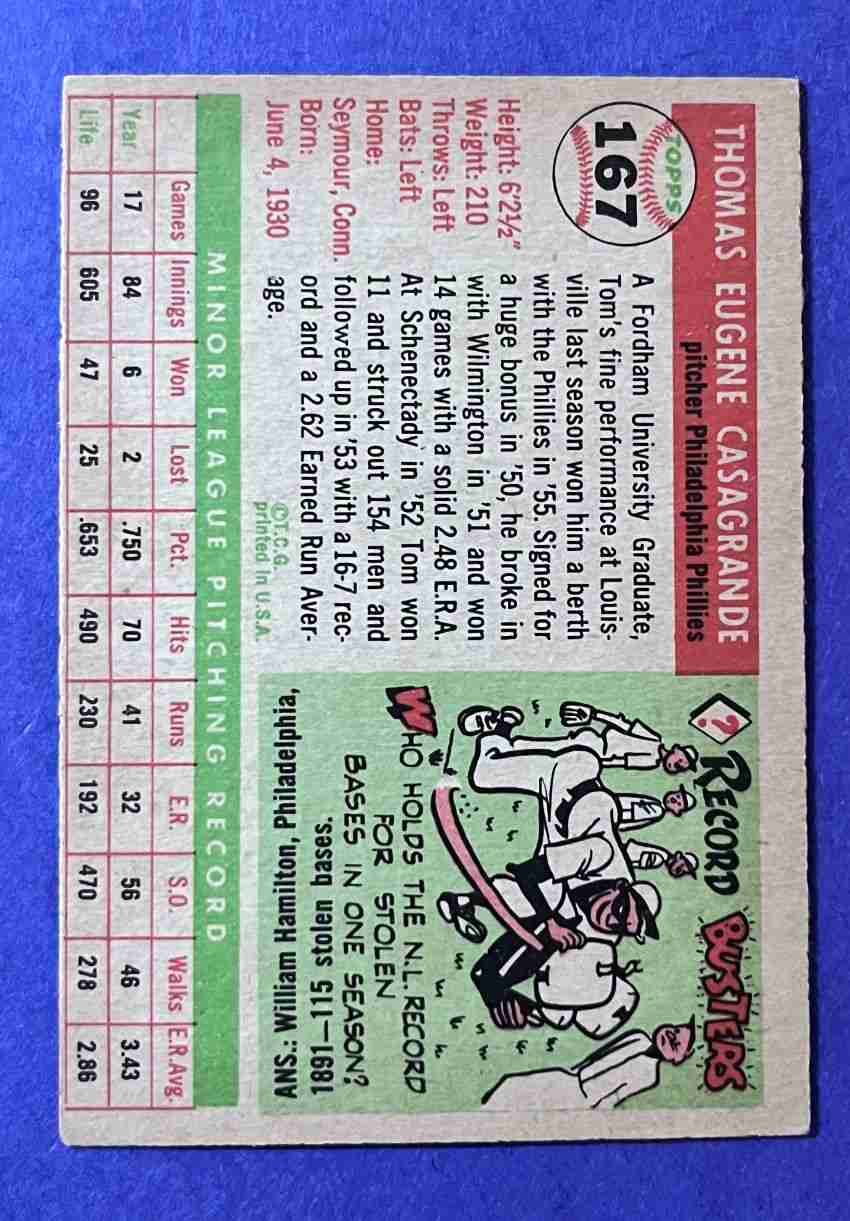 THOMAS EUGENE CASAGRANDE
pitcher Philadelphia Phillies
TOPPS
167
Height: 6'2½"
Weight: 210
Throws: Left
Bats: Left
Home:
Seymour, Conn.
Born:
June 4, 1930
A Fordham University Graduate,
Tom's fine performance at Louis-
ville last season won him a berth
with the Phillies in '55. Signed for
a huge bonus in '50, he broke in
with Wilmington in '51 and won
14 games with a solid 2.48 E.R.A.
At Schenectady in '52 Tom won
11 and struck out 154 men and
followed up in '53 with a 16-7 rec-
ord and a 2.62 Earned Run Aver-
age.
©T.C.G.
printed in U.S.A.
?
RECORD BUSTERS
WHO HOLDS THE N.L. RECORD
FOR STOLEN
BASES IN ONE SEASON?
ANS.: William Hamilton, Philadelphia,
1891—115 stolen bases.
MINOR LEAGUE PITCHING RECORD
Games Innings Won Lost Pct. Hits Runs E.R. S.O. Walks E.R.Avg.
Year 17 84 6 2 .750 70 41 32 56 46 3.43
Life 96 605 47 25 .653 490 230 192 470 278 2.86